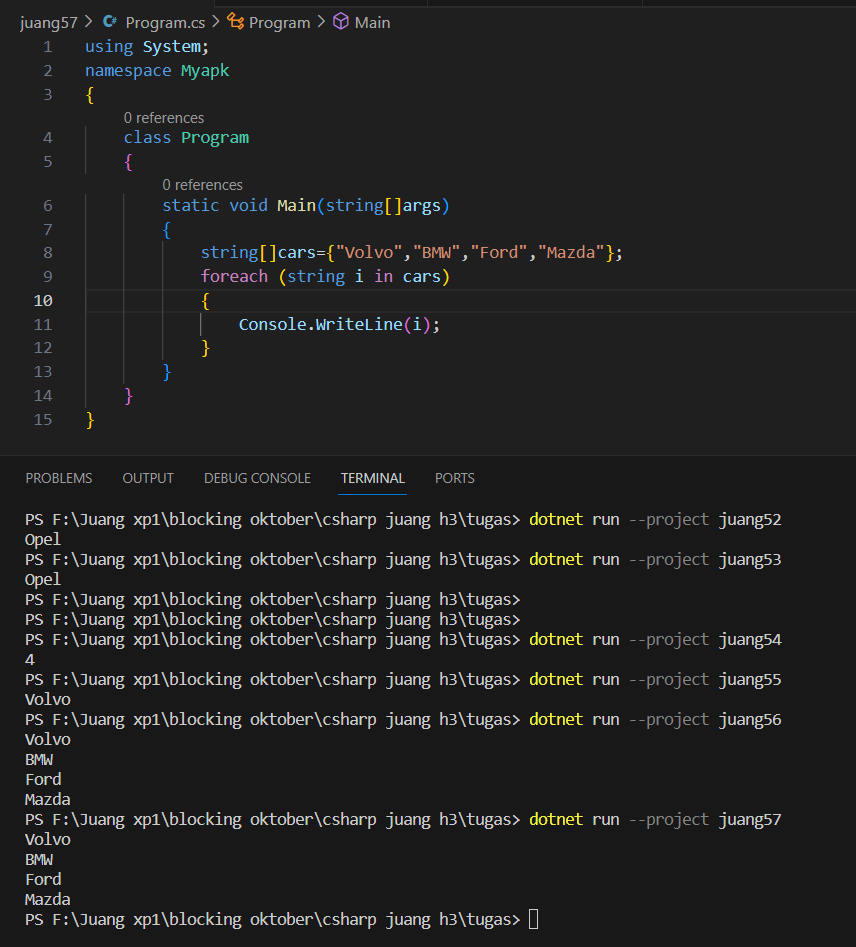 juang57 > C# Program.cs > Program > Main
1 using System;
2 namespace Myapk
3 {
0 references
4 class Program
5 {
0 references
6 static void Main(string[]args)
7 {
8 string[]cars={"Volvo","BMW","Ford","Mazda"};
9 foreach (string i in cars)
10 {
11 Console.WriteLine(i);
12 }
13 }
14 }
15 }
PROBLEMS OUTPUT DEBUG CONSOLE TERMINAL PORTS
PS F:\Juang xp1\blocking oktober\csharp juang h3\tugas> dotnet run --project juang52
Opel
PS F:\Juang xp1\blocking oktober\csharp juang h3\tugas> dotnet run --project juang53
Opel
PS F:\Juang xp1\blocking oktober\csharp juang h3\tugas>
PS F:\Juang xp1\blocking oktober\csharp juang h3\tugas>
PS F:\Juang xp1\blocking oktober\csharp juang h3\tugas> dotnet run --project juang54
4
PS F:\Juang xp1\blocking oktober\csharp juang h3\tugas> dotnet run --project juang55
Volvo
PS F:\Juang xp1\blocking oktober\csharp juang h3\tugas> dotnet run --project juang56
Volvo
BMW
Ford
Mazda
PS F:\Juang xp1\blocking oktober\csharp juang h3\tugas> dotnet run --project juang57
Volvo
BMW
Ford
Mazda
PS F:\Juang xp1\blocking oktober\csharp juang h3\tugas>